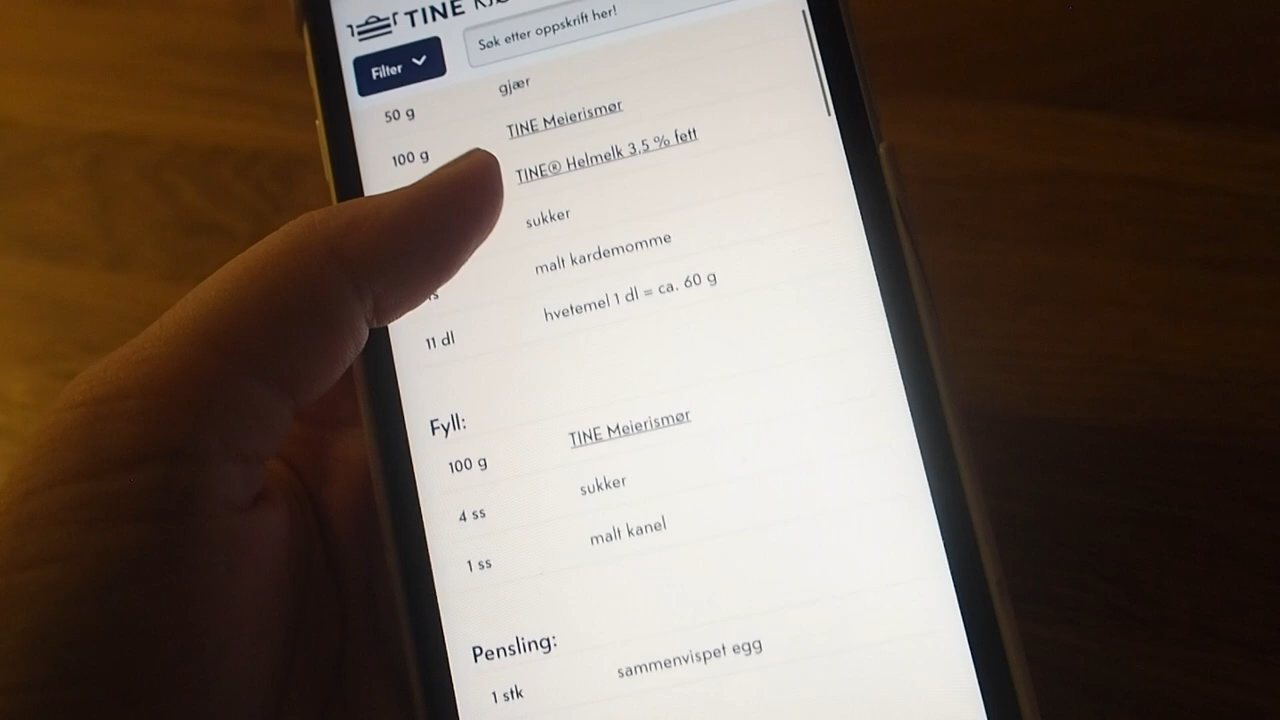 TINE
Filter
Søk etter oppskrift her!
50 g gjær
100 g TINE Meierismør
TINE® Helmelk 3,5 % fett
sukker
malt kardemomme
11 dl hvetemel 1 dl = ca. 60 g
Fyll:
100 g TINE Meierismør
4 ss sukker
1 ss malt kanel
Pensling:
1 stk sammenvispet egg